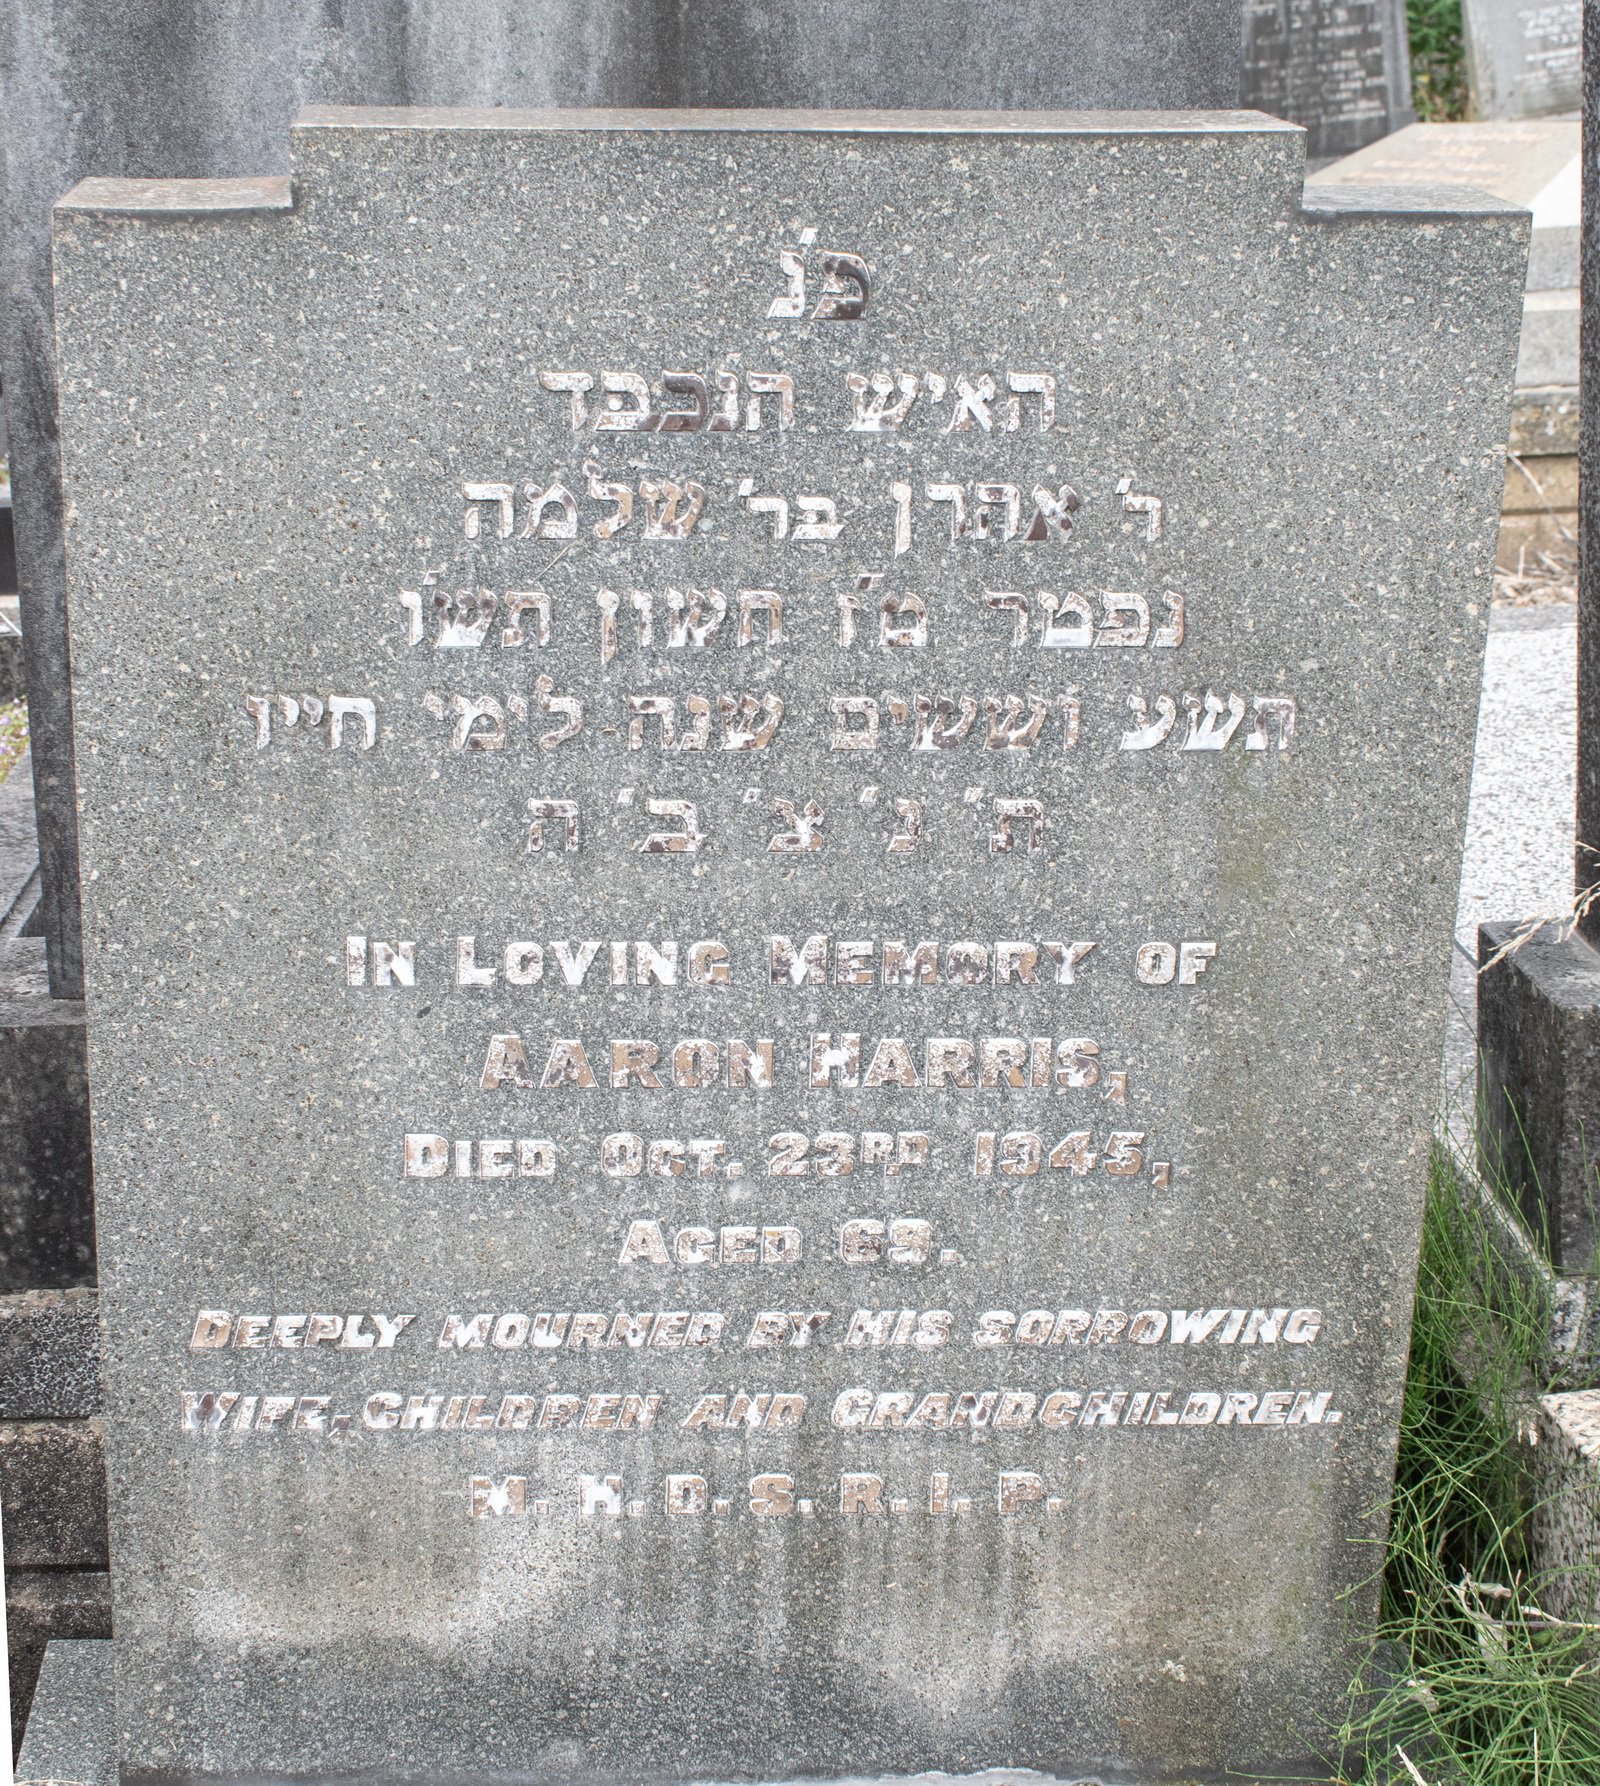 פ׳נ
האיש הנכבד
ר׳ אהרן בר׳ שלמה
נפטר ט״ז חשון תש״ו
תשע וששים שנה לימי חייו
ת׳ נ׳ צ׳ ב׳ ה
IN LOVING MEMORY OF
AARON HARRIS,
DIED OCT. 23RD 1945,
AGED 69.
DEEPLY MOURNED BY HIS SORROWING
WIFE, CHILDREN AND GRANDCHILDREN.
M. H. D. S. R. I. P.